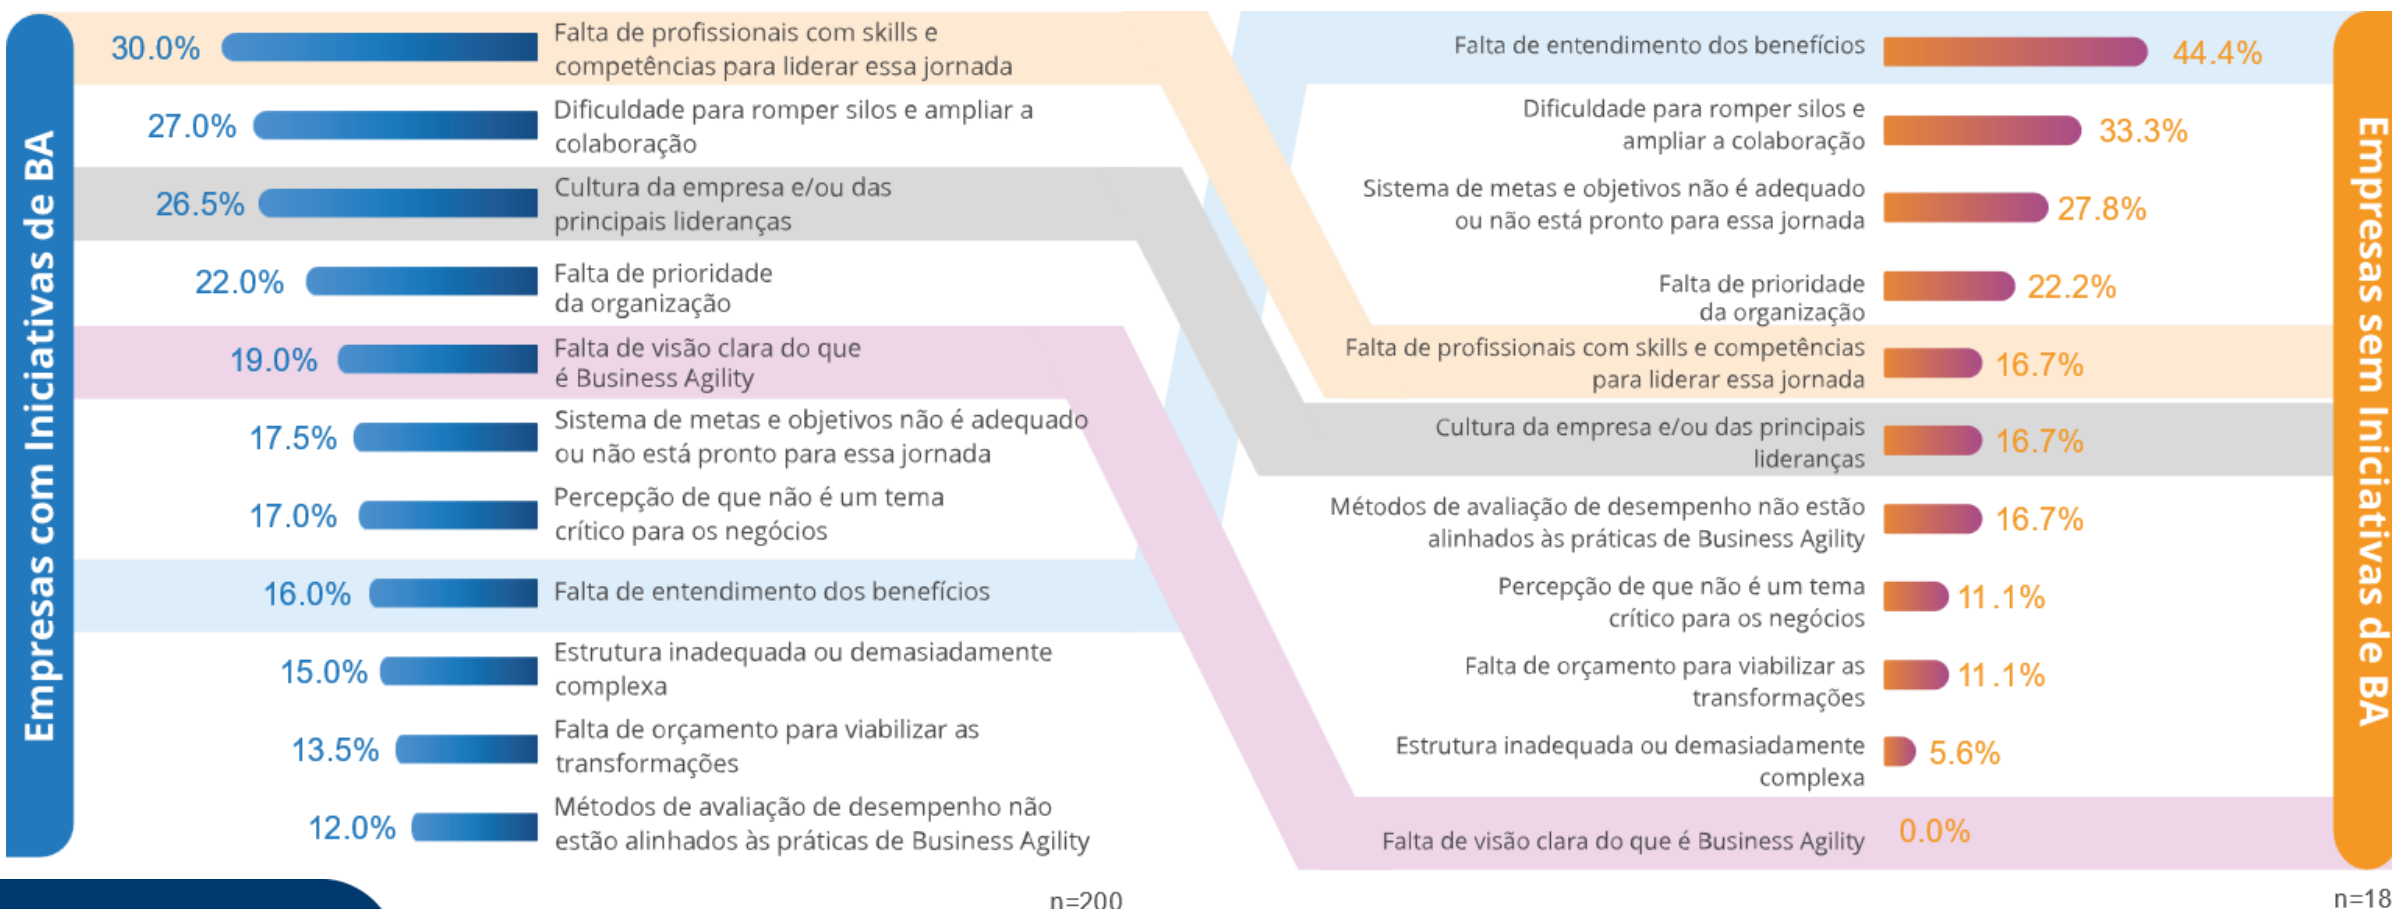 Empresas com Iniciativas de BA
30.0%
Falta de profissionais com skills e
competências para liderar essa jornada
27.0%
Dificuldade para romper silos e ampliar a
colaboração
26.5%
Cultura da empresa e/ou das
principais lideranças
22.0%
Falta de prioridade
da organização
19.0%
Falta de visão clara do que
é Business Agility
17.5%
Sistema de metas e objetivos não é adequado
ou não está pronto para essa jornada
17.0%
Percepção de que não é um tema
crítico para os negócios
16.0%
Falta de entendimento dos benefícios
15.0%
Estrutura inadequada ou demasiadamente
complexa
13.5%
Falta de orçamento para viabilizar as
transformações
12.0%
Métodos de avaliação de desempenho não
estão alinhados às práticas de Business Agility
n=200
Falta de entendimento dos benefícios
44.4%
Dificuldade para romper silos e
ampliar a colaboração
33.3%
Sistema de metas e objetivos não é adequado
ou não está pronto para essa jornada
27.8%
Falta de prioridade
da organização
22.2%
Falta de profissionais com skills e competências
para liderar essa jornada
16.7%
Cultura da empresa e/ou das principais
lideranças
16.7%
Métodos de avaliação de desempenho não estão
alinhados às práticas de Business Agility
16.7%
Percepção de que não é um tema
crítico para os negócios
11.1%
Falta de orçamento para viabilizar as
transformações
11.1%
Estrutura inadequada ou demasiadamente
complexa
5.6%
Falta de visão clara do que é Business Agility
0.0%
Empresas sem Iniciativas de BA
n=18